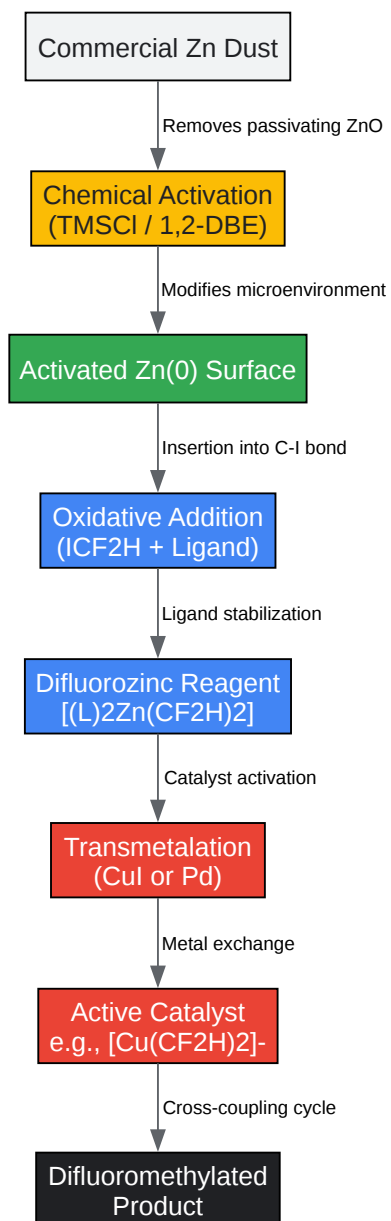 Commercial Zn Dust
Removes passivating ZnO
Chemical Activation
(TMSCl / 1,2-DBE)
Modifies microenvironment
Activated Zn(0) Surface
Insertion into C-I bond
Oxidative Addition
(ICF2H + Ligand)
Ligand stabilization
Difluorozinc Reagent
[(L)2Zn(CF2H)2]
Catalyst activation
Transmetalation
(CuI or Pd)
Metal exchange
Active Catalyst
e.g., [Cu(CF2H)2]-
Cross-coupling cycle
Difluoromethylated
Product